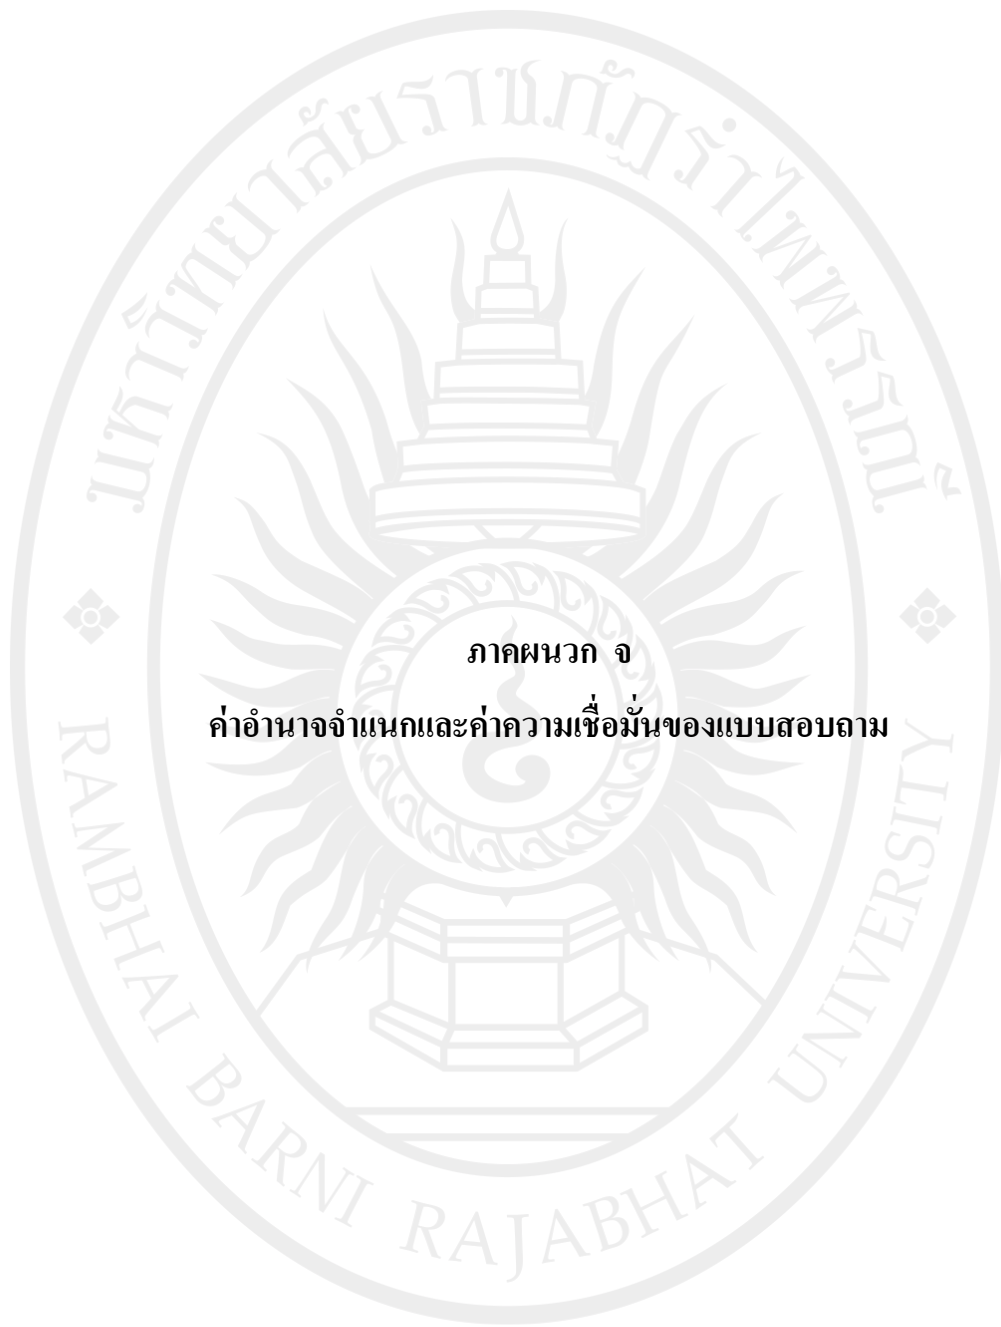 มหาวิทยาลัยราชภัฏรำไพพรรณี
ภาคผนวก จ
ค่าอำนาจจำแนกและค่าความเชื่อมั่นของแบบสอบถาม
RAMBHAI BARNI RAJABHAT UNIVERSITY